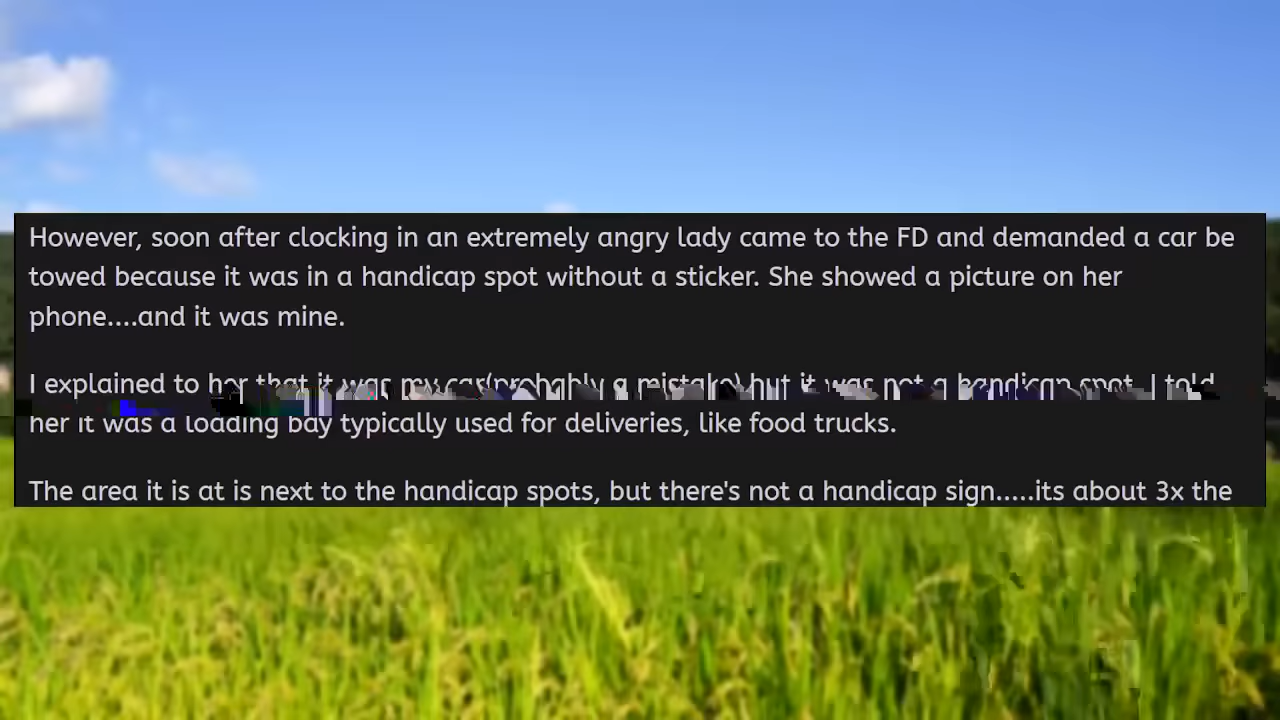 However, soon after clocking in an extremely angry lady came to the FD and demanded a car be
towed because it was in a handicap spot without a sticker. She showed a picture on her
phone....and it was mine.
I explained to her that it was my car(probably a mistake) but it was not a handicap spot. I told
her it was a loading bay typically used for deliveries, like food trucks.
The area it is at is next to the handicap spots, but there's not a handicap sign.....its about 3x the